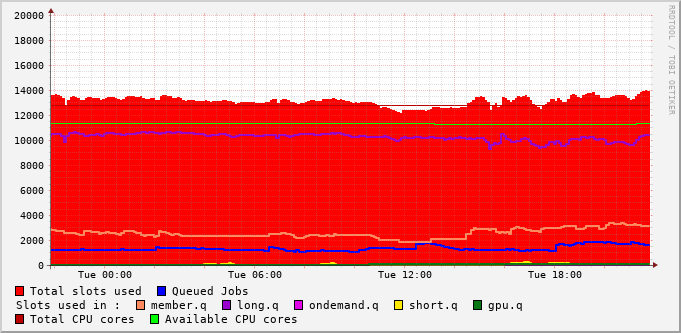 20000
18000
16000
14000
12000
10000
8000
6000
4000
2000
0
Tue 00:00 Tue 06:00 Tue 12:00 Tue 18:00
RRDTOOL / TOBI OETIKER
Total slots used Queued Jobs
Slots used in : member.q long.q ondemand.q short.q gpu.q
Total CPU cores Available CPU cores